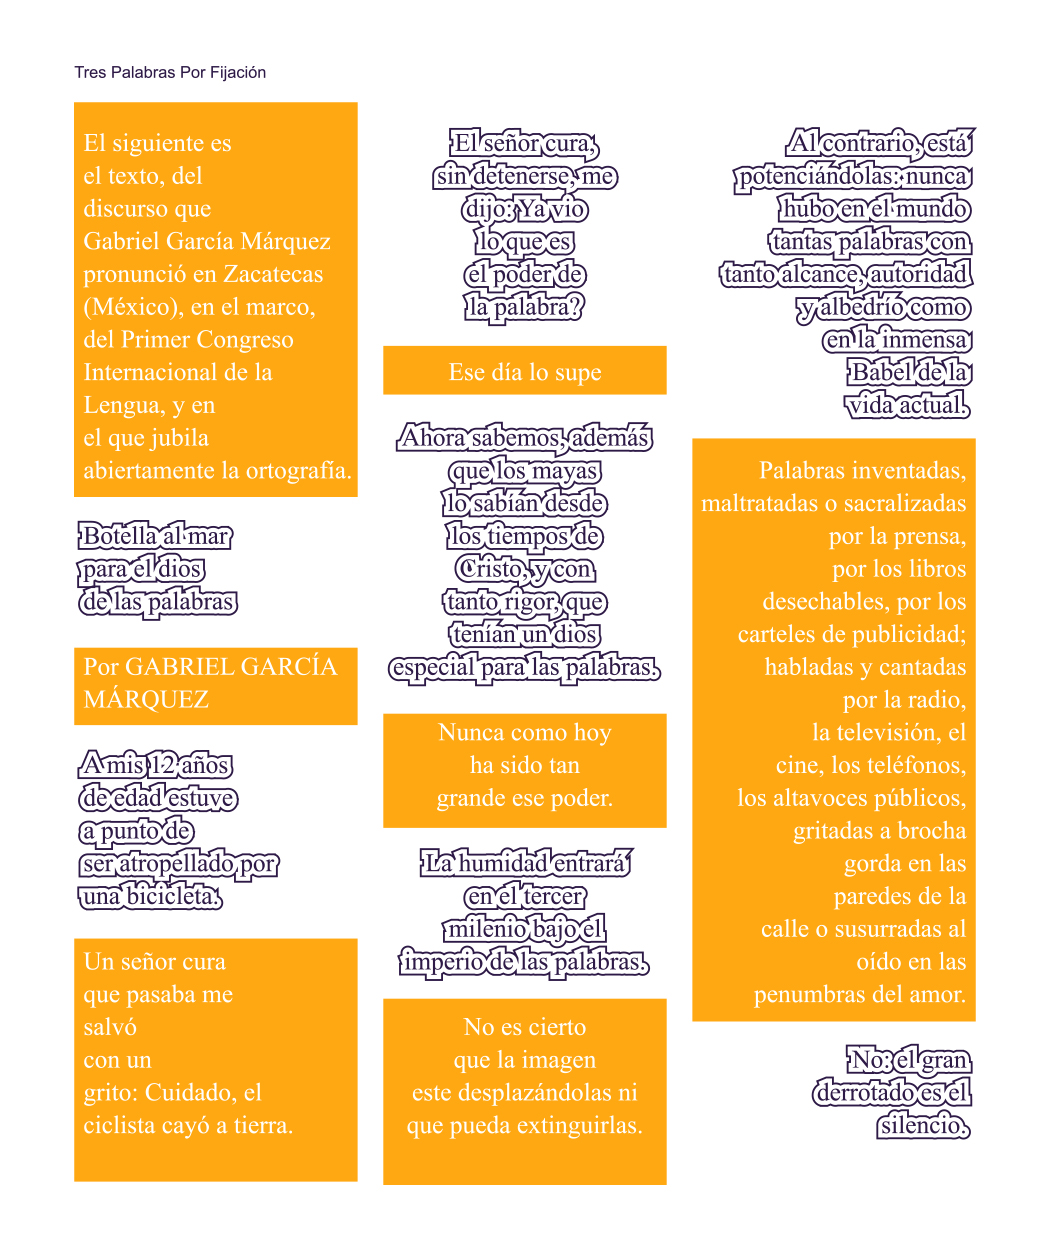 Tres Palabras Por Fijación
El siguiente es
el texto, del
discurso que
Gabriel García Márquez
pronunció en Zacatecas
(México), en el marco,
del Primer Congreso
Internacional de la
Lengua, y en
el que jubila
abiertamente la ortografía.
Botella al mar
para el dios
de las palabras
Por GABRIEL GARCÍA
MÁRQUEZ
A mis 12 años
de edad estuve
a punto de
ser atropellado por
una bicicleta.
Un señor cura
que pasaba me
salvó
con un
grito: Cuidado, el
ciclista cayó a tierra.
El señor cura,
sin detenerse, me
dijo: Ya vio
lo que es
el poder de
la palabra?
Ese día lo supe
Ahora sabemos, además
que los mayas
lo sabían desde
los tiempos de
Cristo, y con
tanto rigor, que
tenían un dios
especial para las palabras.
Nunca como hoy
ha sido tan
grande ese poder.
La humidad entrará
en el tercer
milenio bajo el
imperio de las palabras.
No es cierto
que la imagen
este desplazándolas ni
que pueda extinguirlas.
Al contrario, está
potenciándolas: nunca
hubo en el mundo
tantas palabras con
tanto alcance, autoridad
y albedrío como
en la inmensa
Babel de la
vida actual.
Palabras inventadas,
maltratadas o sacralizadas
por la prensa,
por los libros
desechables, por los
carteles de publicidad;
habladas y cantadas
por la radio,
la televisión, el
cine, los teléfonos,
los altavoces públicos,
gritadas a brocha
gorda en las
paredes de la
calle o susurradas al
oído en las
penumbras del amor.
No: el gran
derrotado es el
silencio.